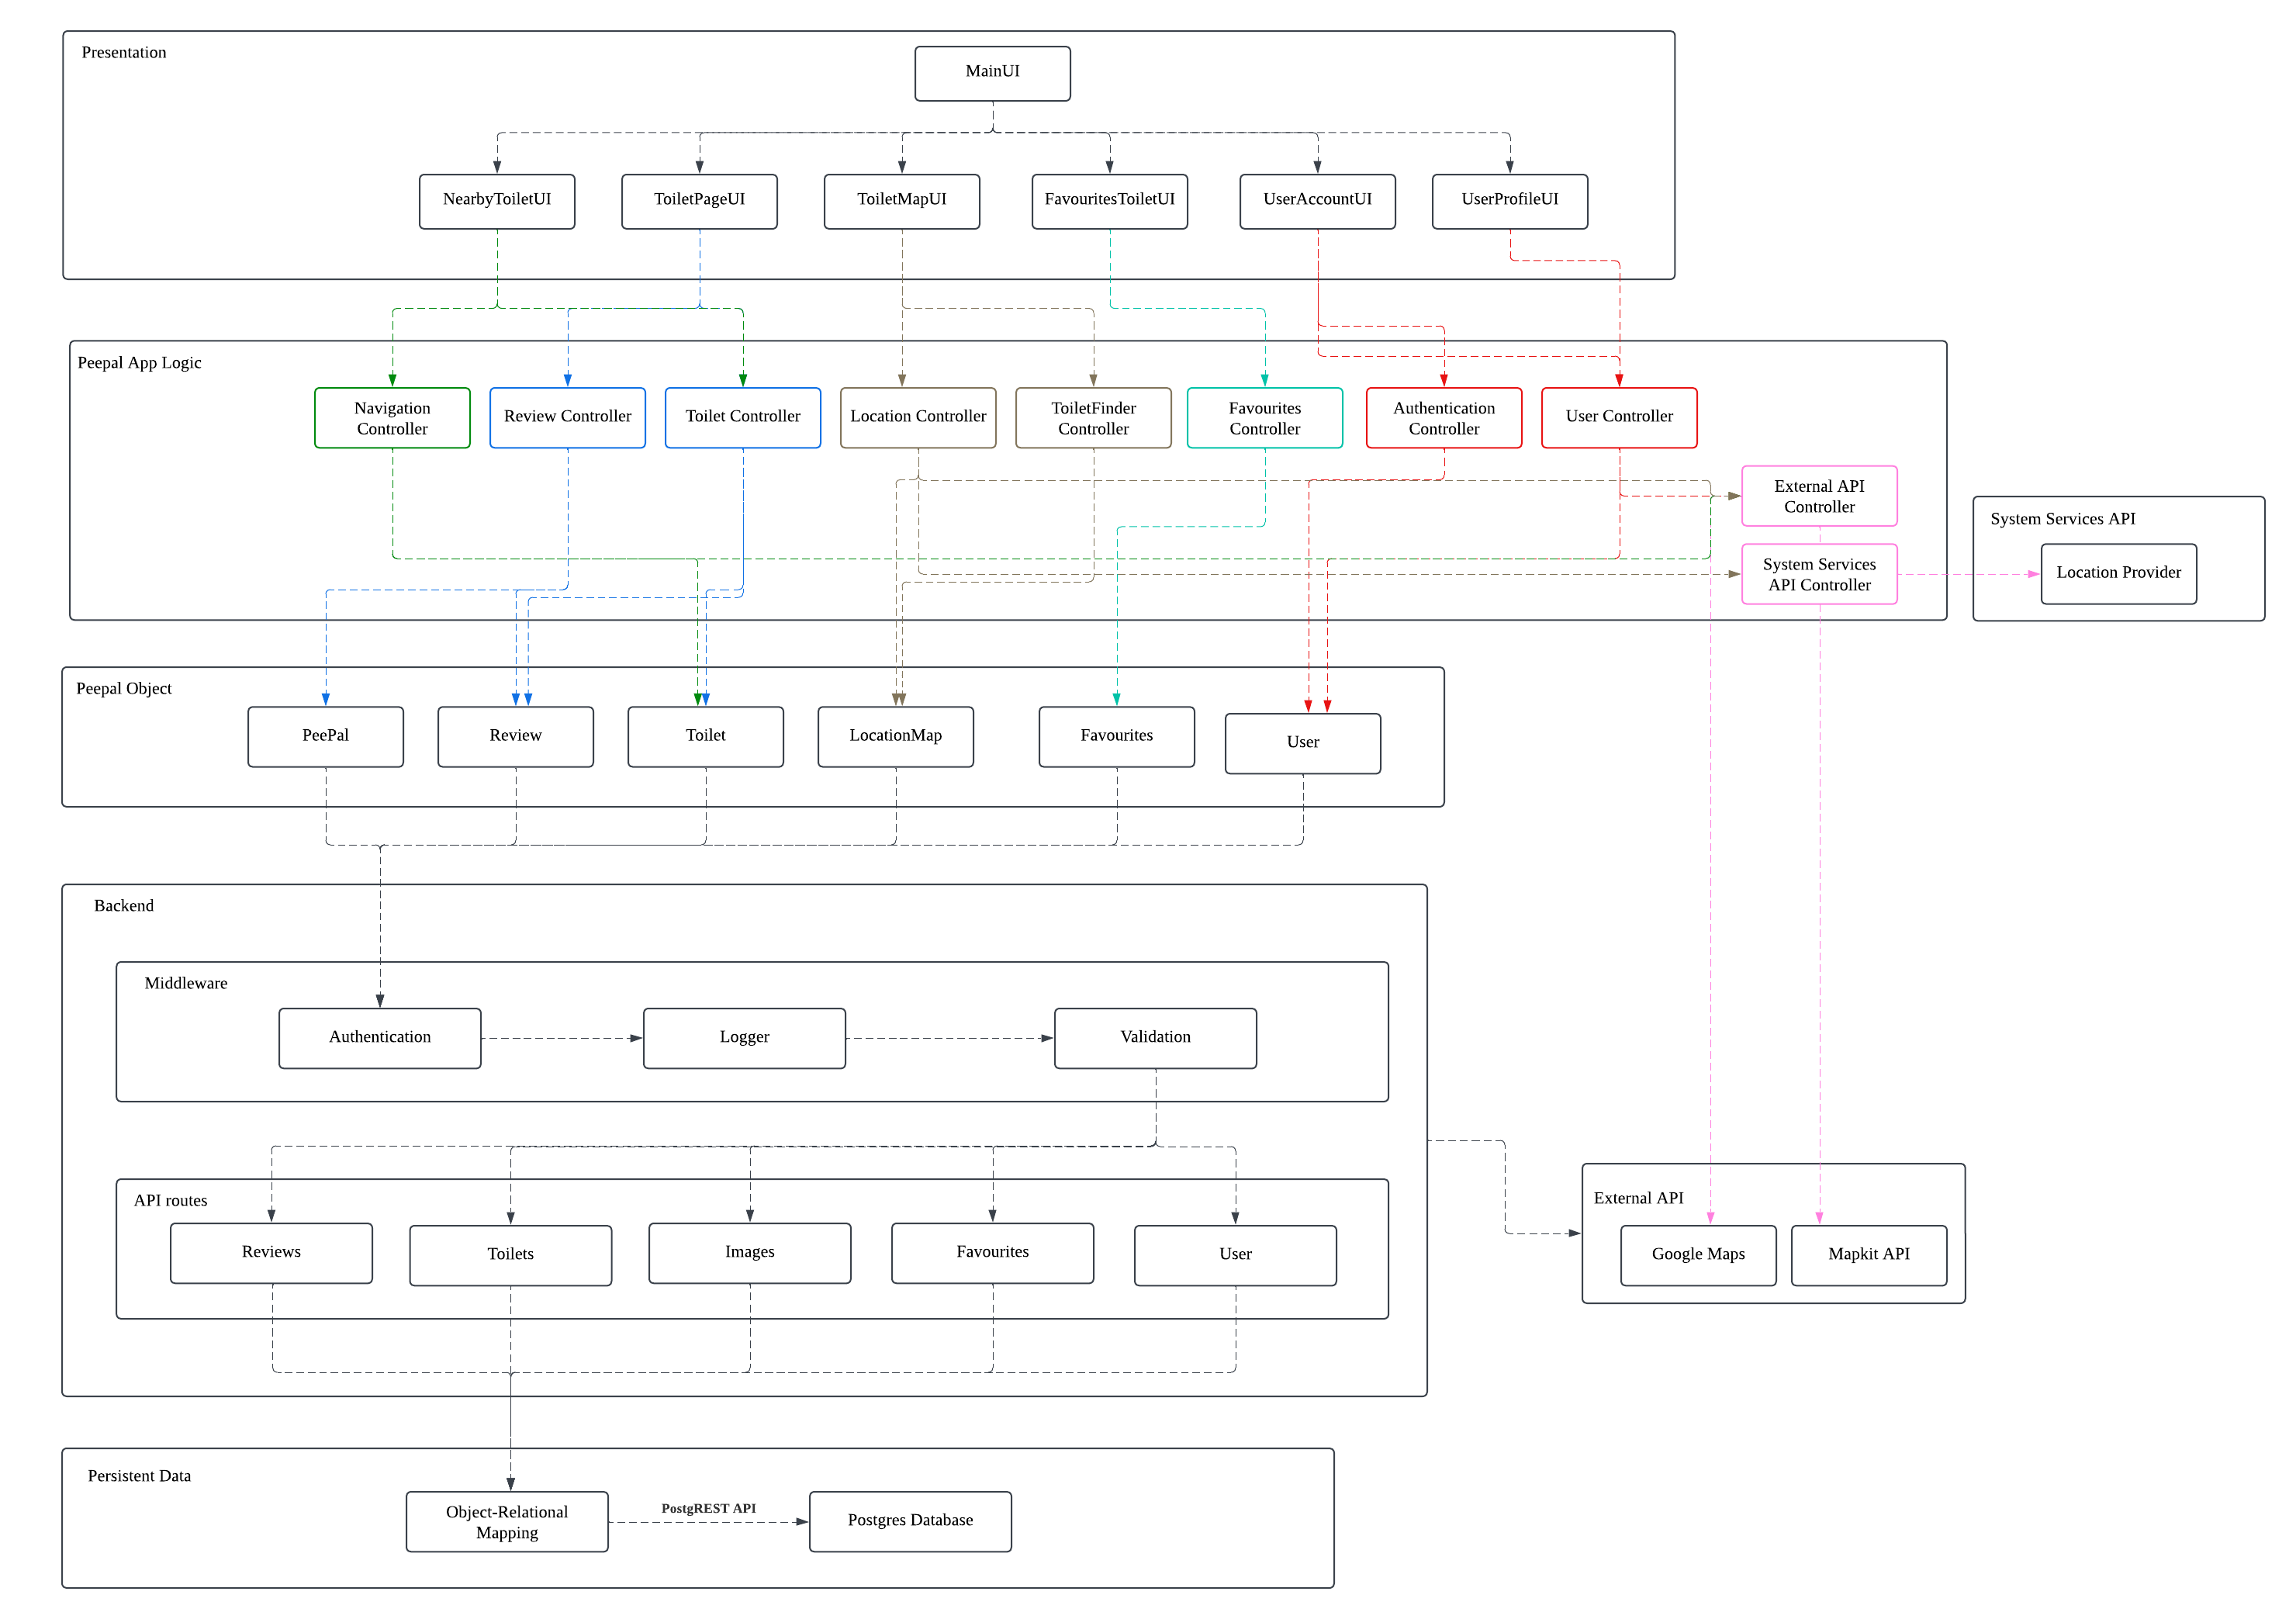 Presentation
MainUI
NearbyToiletUI
ToiletPageUI
ToiletMapUI
FavouritesToiletUI
UserAccountUI
UserProfileUI
Peepal App Logic
Navigation
Controller
Review Controller
Toilet Controller
Location Controller
ToiletFinder
Controller
Favourites
Controller
Authentication
Controller
User Controller
External API
Controller
System Services
API Controller
System Services API
Location Provider
Peepal Object
PeePal
Review
Toilet
LocationMap
Favourites
User
Backend
Middleware
Authentication
Logger
Validation
API routes
Reviews
Toilets
Images
Favourites
User
External API
Google Maps
Mapkit API
Persistent Data
Object-Relational
Mapping
PostgREST API
Postgres Database